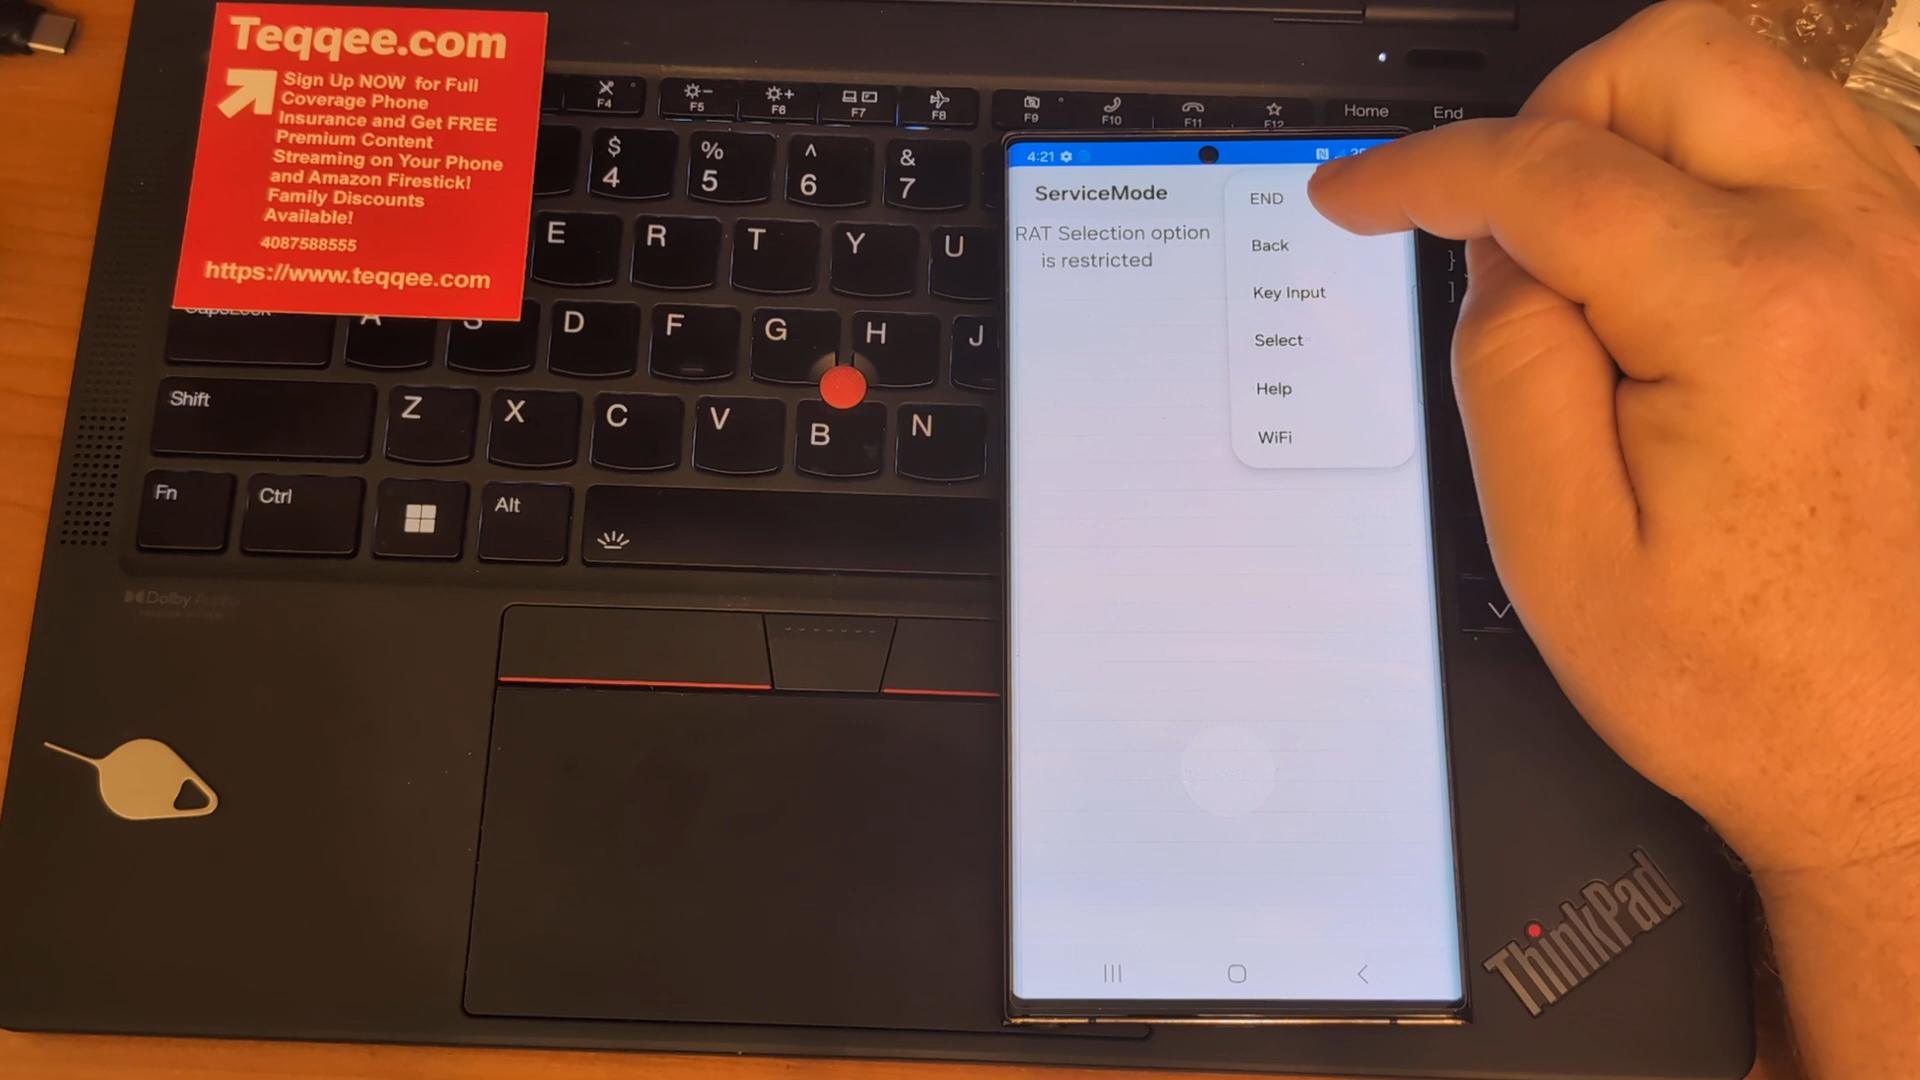 Teqqee.com
Sign Up NOW for Full
Coverage Phone
Insurance and Get FREE
Premium Content
Streaming on Your Phone
and Amazon Firestick!
Family Discounts
Available!
4087588555
https://www.teqqee.com
F4
F5
F6
F7
F8
F9
F10
F11
F12
Home
End
$
4
%
5
^
6
&
7
E
R
T
Y
U
CapsLock
A
S
D
F
G
H
J
Shift
Z
X
C
V
B
N
Fn
Ctrl
Alt
Dolby Audio
4:21
ServiceMode
RAT Selection option
is restricted
END
Back
Key Input
Select
Help
WiFi
}
]
ThinkPad